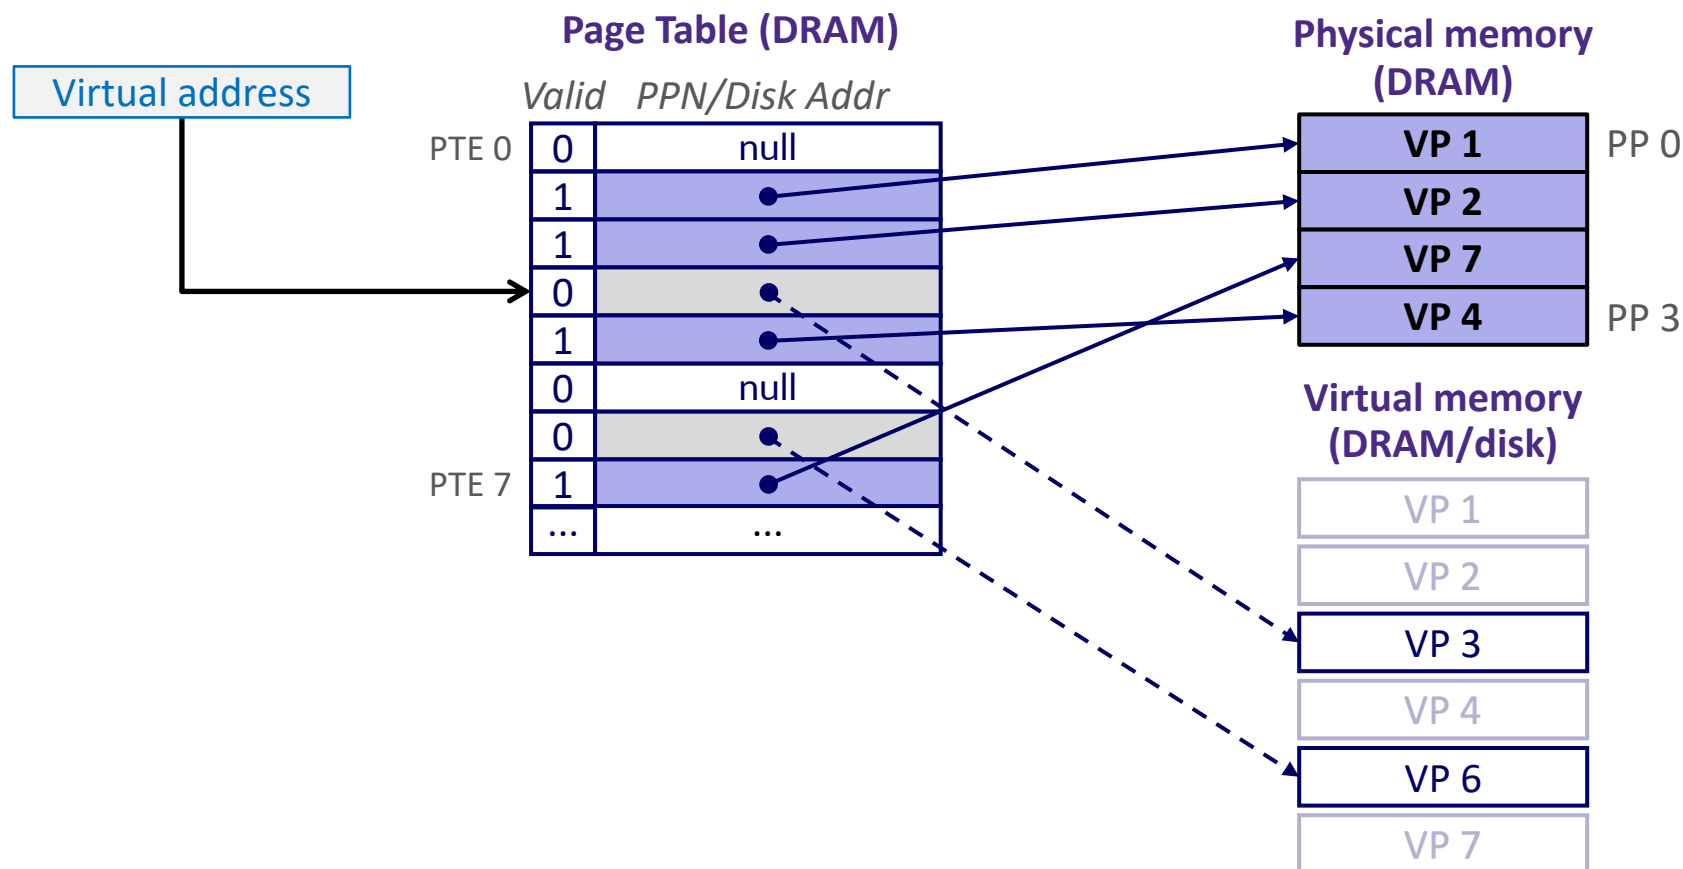 Page Table (DRAM)
Physical memory
(DRAM)
Virtual address
Valid PPN/Disk Addr
PTE 0 0 null
VP 1 PP 0
1
VP 2
1
VP 7
0
VP 4 PP 3
1
0 null
Virtual memory
(DRAM/disk)
0
PTE 7 1
VP 1
... ...
VP 2
VP 3
VP 4
VP 6
VP 7